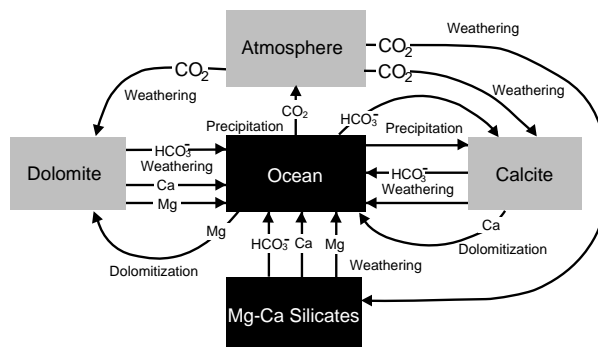 Atmosphere
CO2
Weathering
CO2
CO2
Weathering
Weathering
CO2
HCO3-
Precipitation
Precipitation
Dolomite
HCO3-
Weathering
Ca
Mg
Ocean
HCO3-
Weathering
Calcite
Mg
Ca
Dolomitization
HCO3-
Ca
Mg
Dolomitization
Weathering
Mg-Ca Silicates